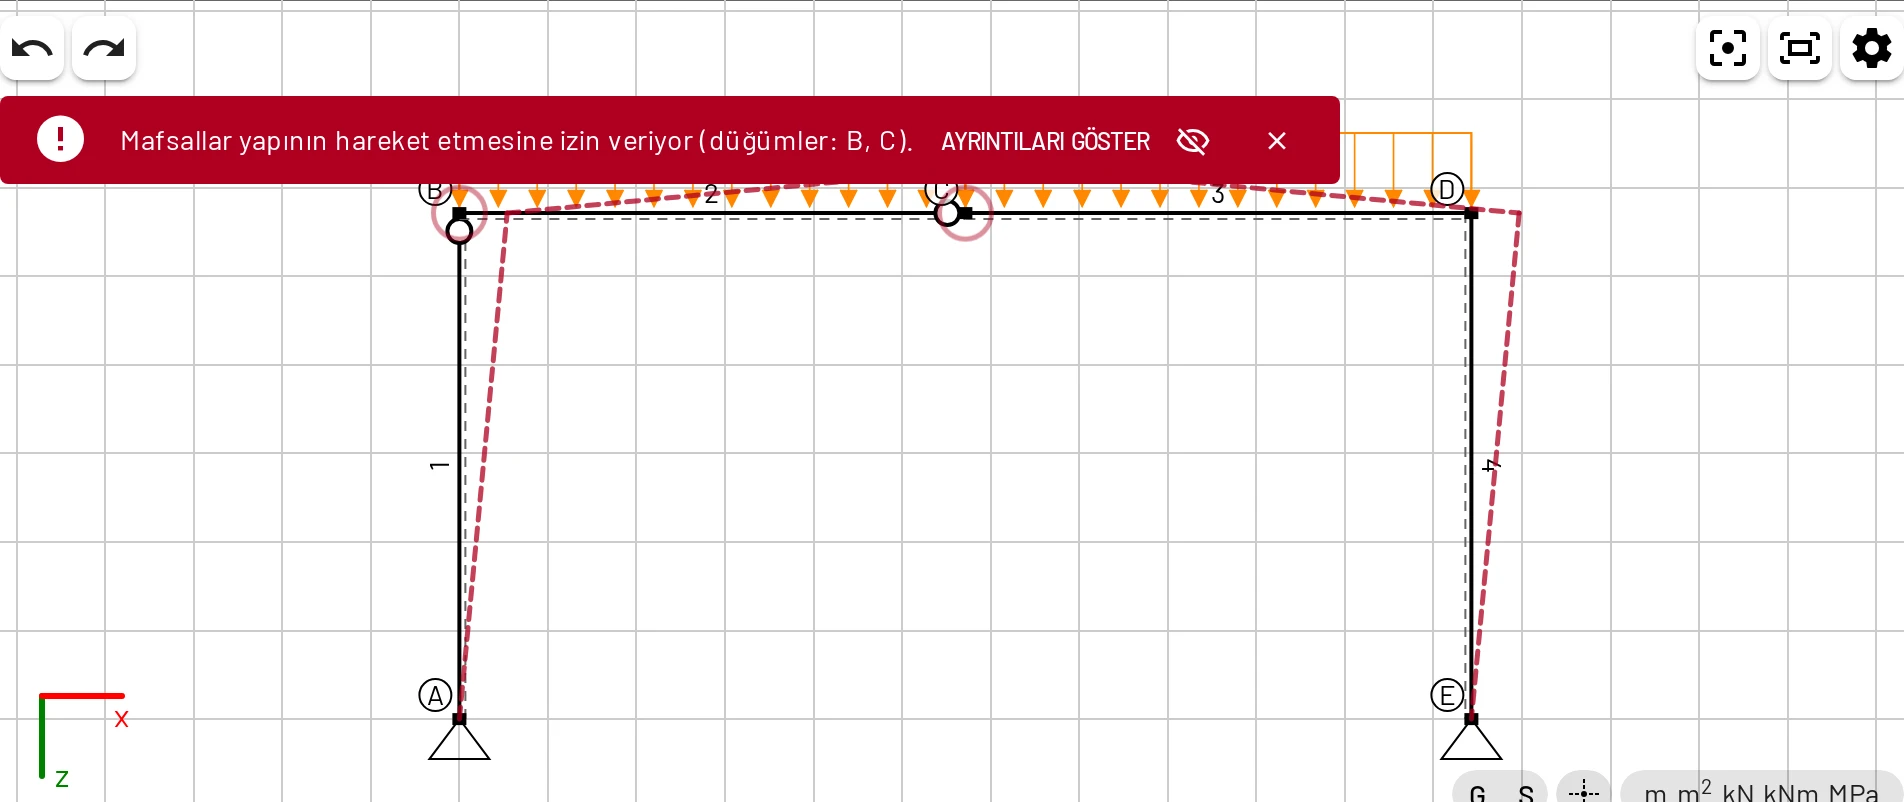 Mafsallar yapının hareket etmesine izin veriyor (düğümler: B, C). AYRINTILARI GÖSTER
B 2 C 3 D
1 4
A E
x
z
G S m m² kN kNm MPa